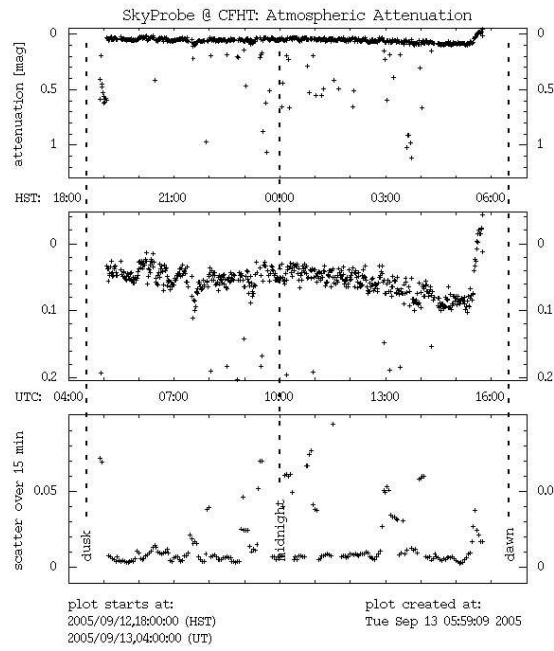 SkyProbe @ CFHT: Atmospheric Attenuation
attenuation [mag]
0
0.5
1
0
0.5
1
HST: 18:00 21:00 00:00 03:00 06:00
0
0.1
0.2
0
0.1
0.2
UTC: 04:00 07:00 10:00 13:00 16:00
scatter over 15 min
0.05
0
0.0
0
dusk
midnight
dawn
plot starts at:
2005/09/12,18:00:00 (HST)
2005/09/13,04:00:00 (UT)
plot created at:
Tue Sep 13 05:59:09 2005